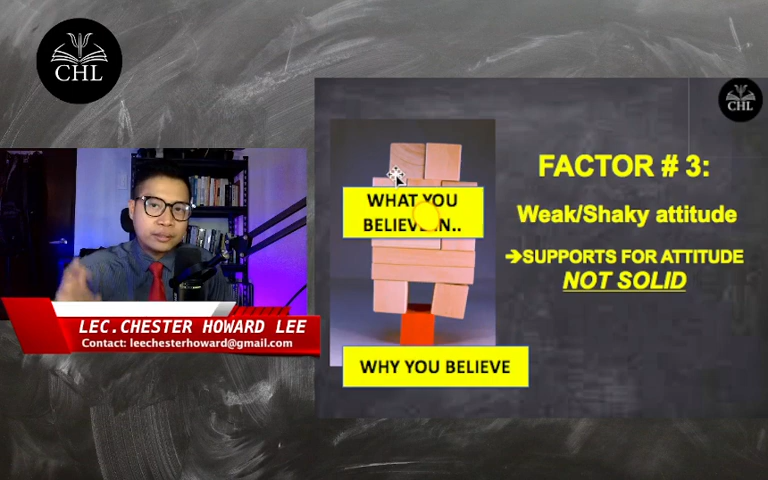 CHL
CHL
FACTOR # 3:
WHAT YOU
BELIEVE IN..
Weak/Shaky attitude
➔SUPPORTS FOR ATTITUDE
NOT SOLID
WHY YOU BELIEVE
LEC.CHESTER HOWARD LEE
Contact: leechesterhoward@gmail.com